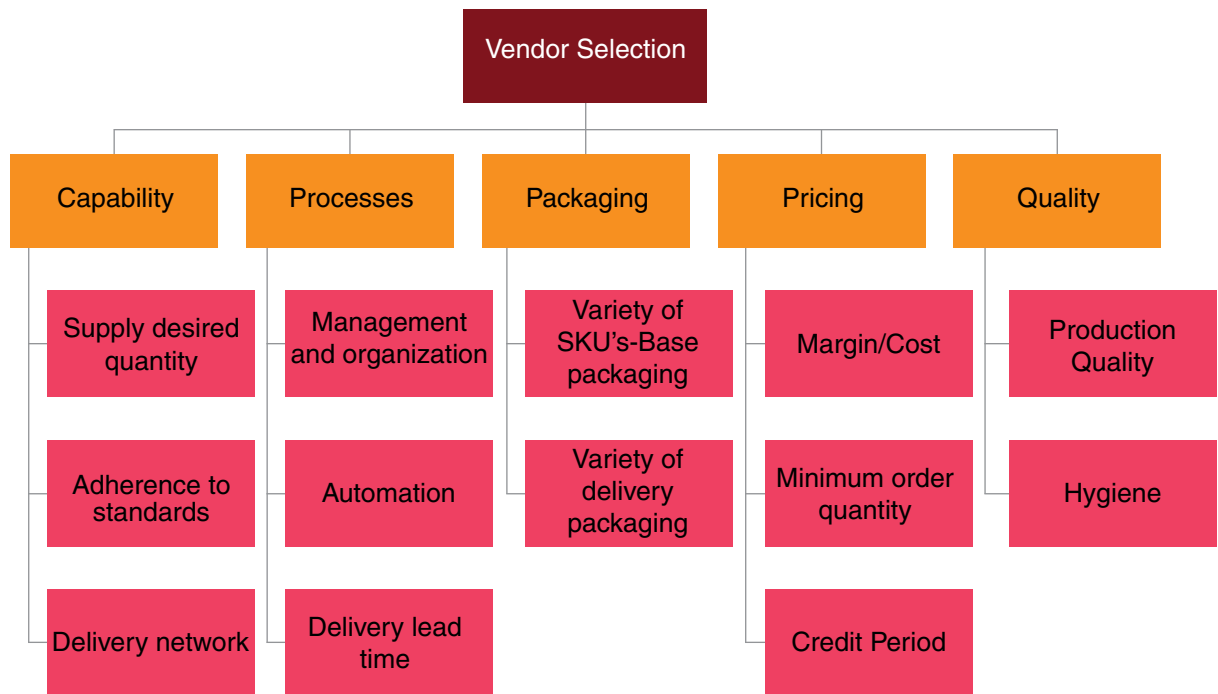 Vendor Selection
Capability
Processes
Packaging
Pricing
Quality
Supply desired
quantity
Management
and organization
Variety of
SKU's-Base
packaging
Margin/Cost
Production
Quality
Adherence to
standards
Automation
Variety of
delivery
packaging
Minimum order
quantity
Hygiene
Delivery network
Delivery lead
time
Credit Period